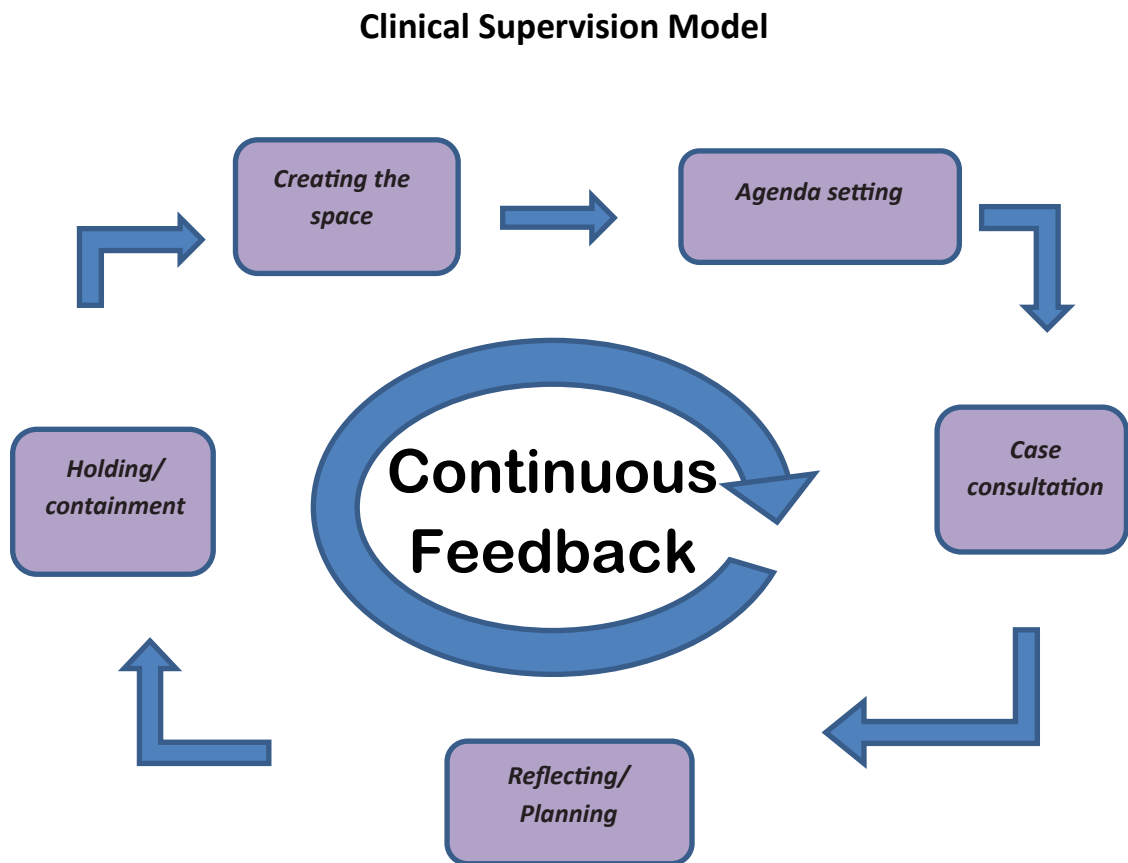 Clinical Supervision Model
Creating the
space
Agenda setting
Case
consultation
Reflecting/
Planning
Holding/
containment
Continuous
Feedback